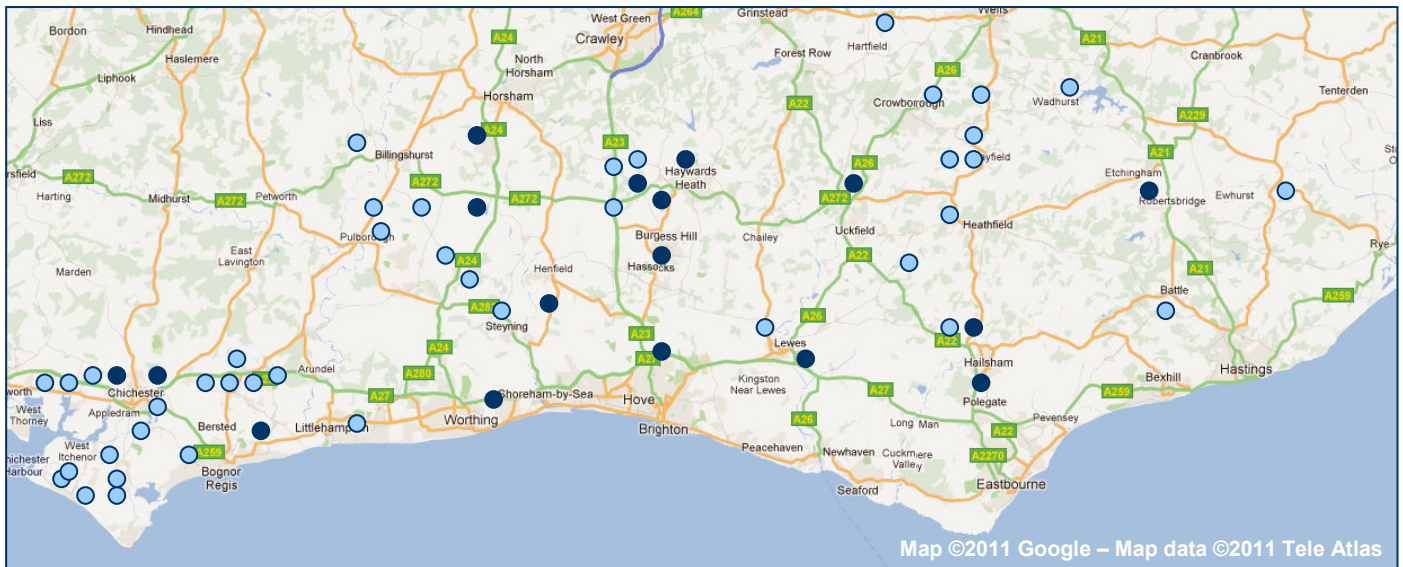 Bordon
Hindhead
Haslemere
Liphook
Liss
A24
North
Horsham
Horsham
A24
West Green
A264
Crawley
Grinstead
Wells
Forest Row
Hartfield
A21
Cranbrook
A26
A22
Crowborough
Wadhurst
A229
Tenterden
Billingshurst
A23
A272
Harting
Midhurst
A272
Petworth
A272
A272
Haywards
Heath
A26
A272
A21
Etchingham
Robertsbridge
Ewhurst
Pulborough
East
Lavington
Marden
A24
Henfield
Burgess Hill
Hassocks
Chailey
Uckfield
A22
Heathfield
Rye
A21
Battle
A259
Steyning
A23
A26
Lewes
A22
Hailsham
A24
Arundel
A280
A27
Chichester
West
Thorney
Appledram
Bersted
Littlehampton
Worthing
Shoreham-by-Sea
Hove
Brighton
Kingston
Near Lewes
A27
A26
Polegate
Bexhill
A259
Hastings
Long Man
Pevensey
A22
West
Itchenor
A259
Bognor
Regis
Peacehaven
Newhaven
Cuckmere
Valley
A2270
Seaford
Eastbourne
Map ©2011 Google – Map data ©2011 Tele Atlas